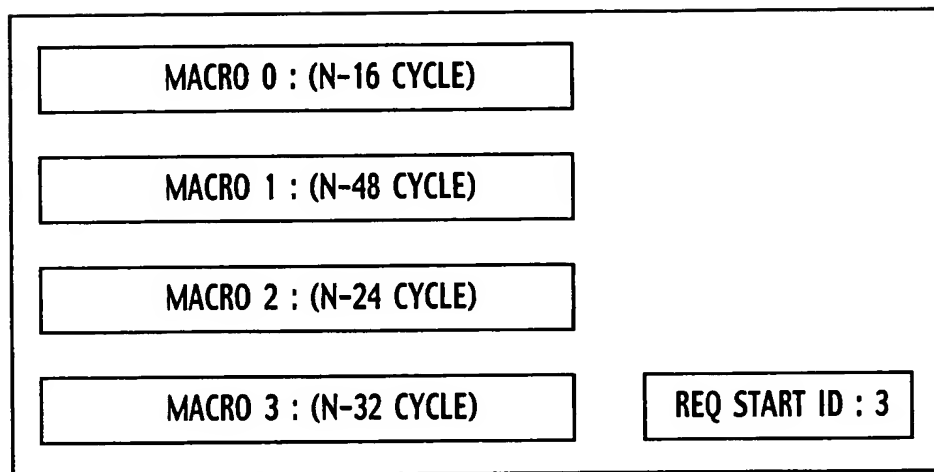 MACRO 0 : (N-16 CYCLE)
MACRO 1 : (N-48 CYCLE)
MACRO 2 : (N-24 CYCLE)
MACRO 3 : (N-32 CYCLE)
REQ START ID : 3